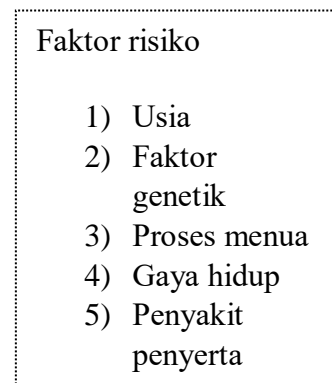 Faktor risiko
1) Usia
2) Faktor
genetik
3) Proses menua
4) Gaya hidup
5) Penyakit
penyerta